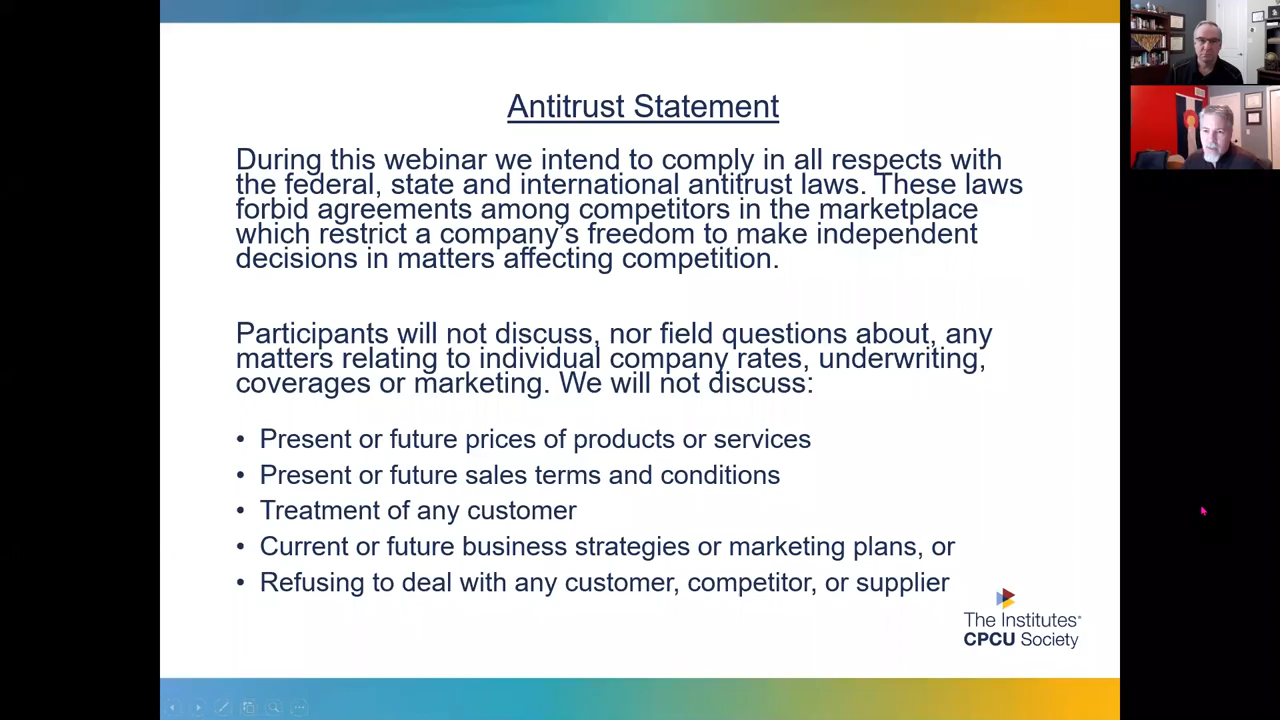 Antitrust Statement
During this webinar we intend to comply in all respects with
the federal, state and international antitrust laws. These laws
forbid agreements among competitors in the marketplace
which restrict a company's freedom to make independent
decisions in matters affecting competition.
Participants will not discuss, nor field questions about, any
matters relating to individual company rates, underwriting,
coverages or marketing. We will not discuss:
• Present or future prices of products or services
• Present or future sales terms and conditions
• Treatment of any customer
• Current or future business strategies or marketing plans, or
• Refusing to deal with any customer, competitor, or supplier
The Institutes
CPCU Society